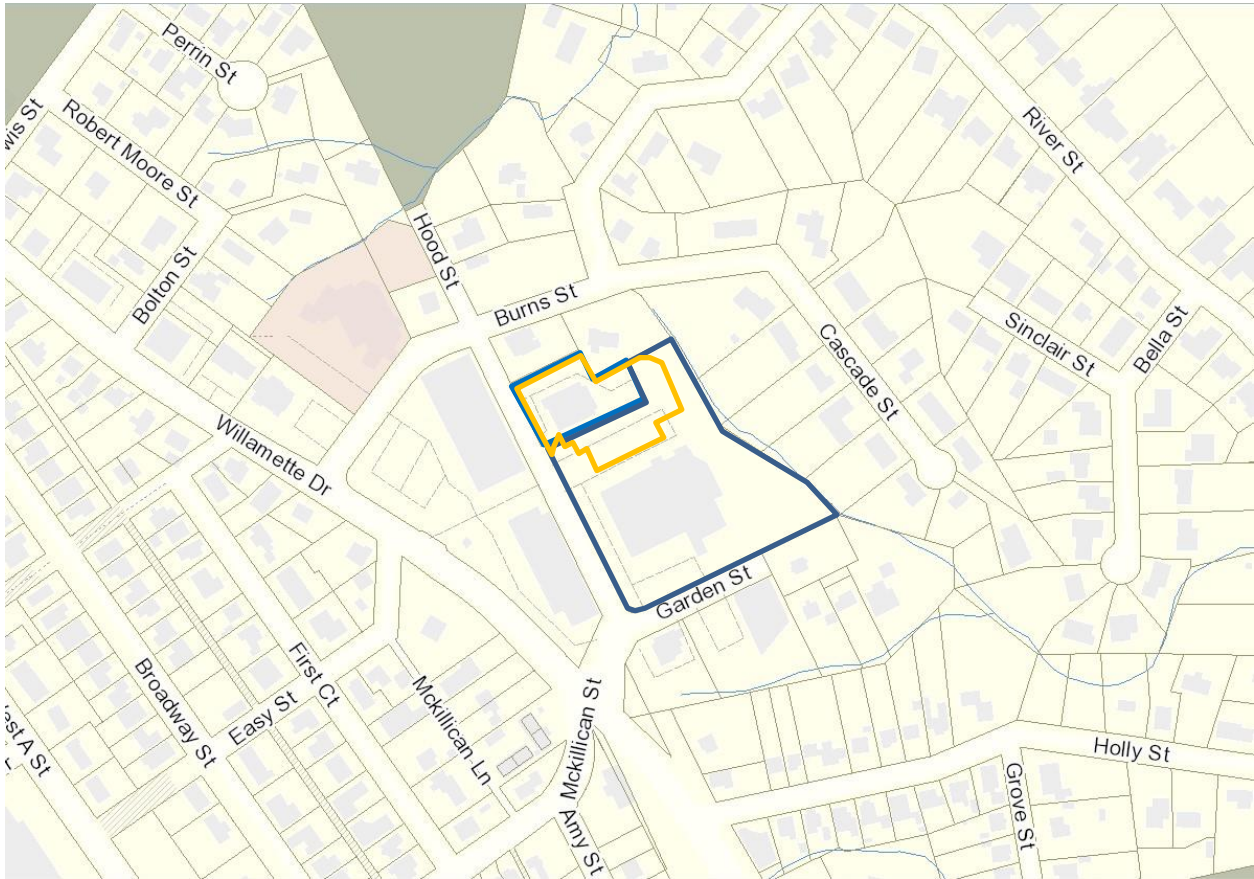 Perrin St
Robert Moore St
Bolton St
Hood St
River St
Burns St
Cascade St
Sinclair St
Bella St
Willamette Dr
Garden St
First Ct
Broadway St
Easy St
Mckillican Ln
Mckillican St
Amy St
Holly St
Grove St
A St